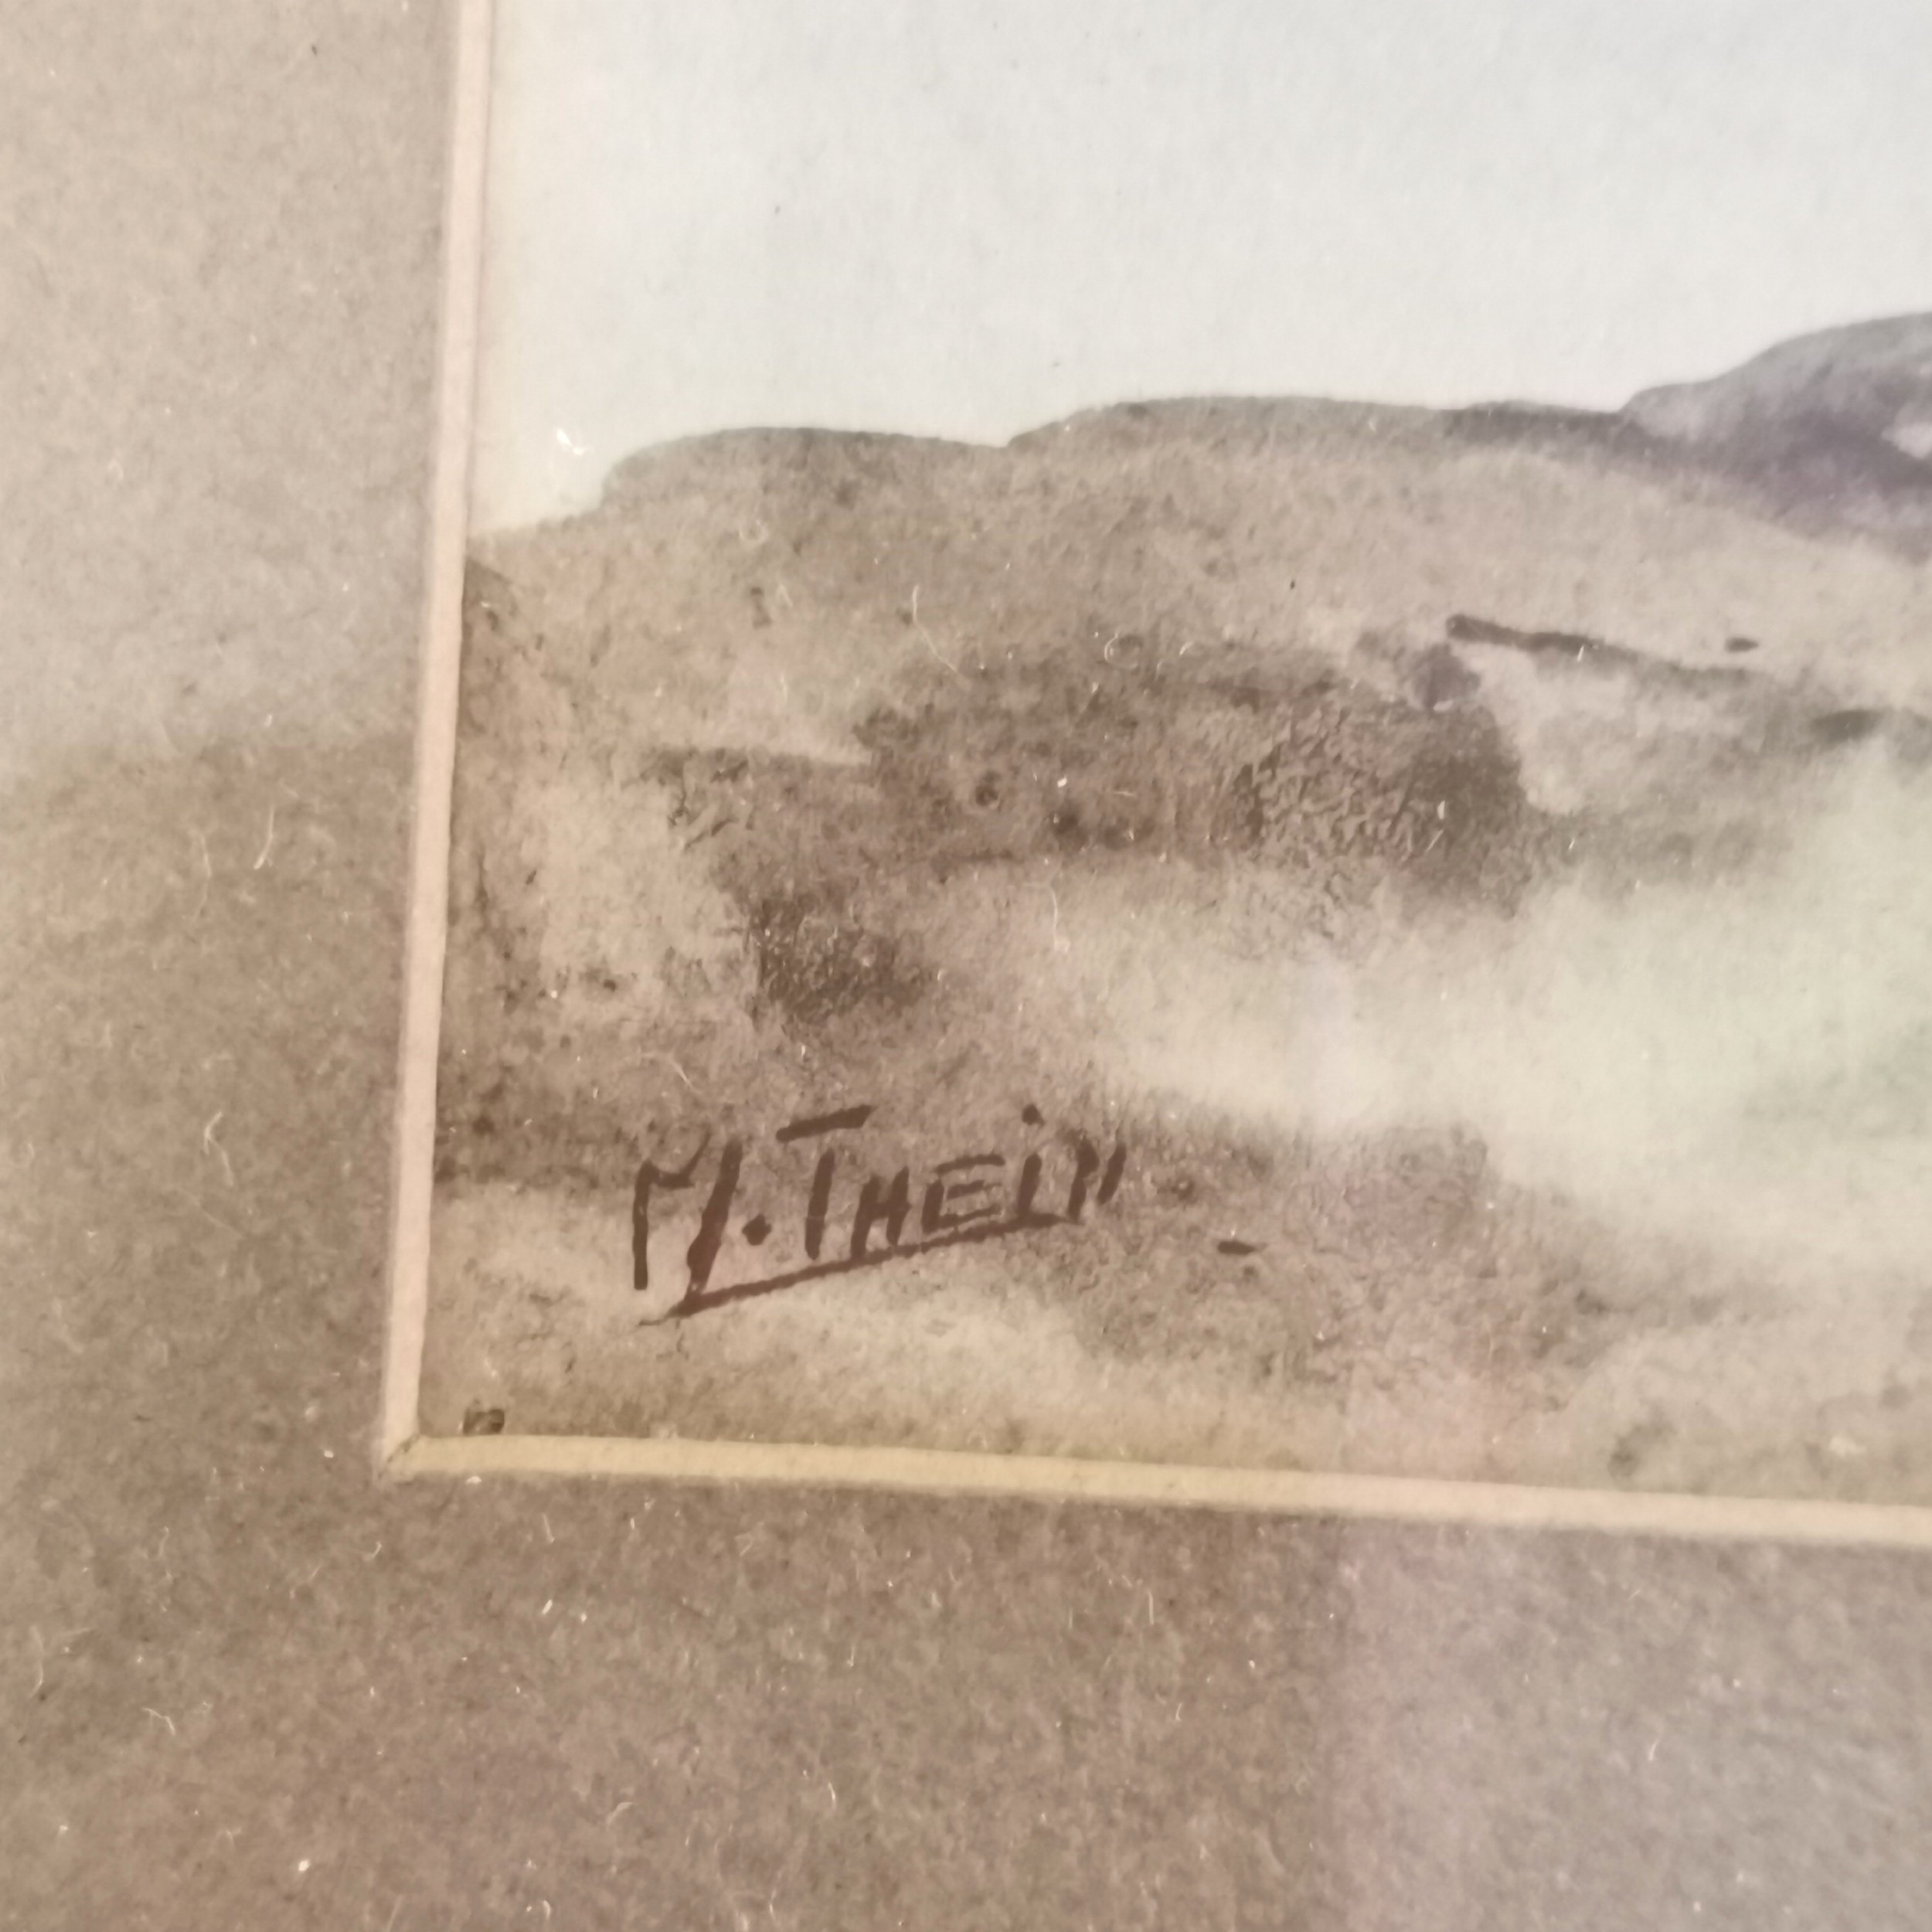 M. THEiN